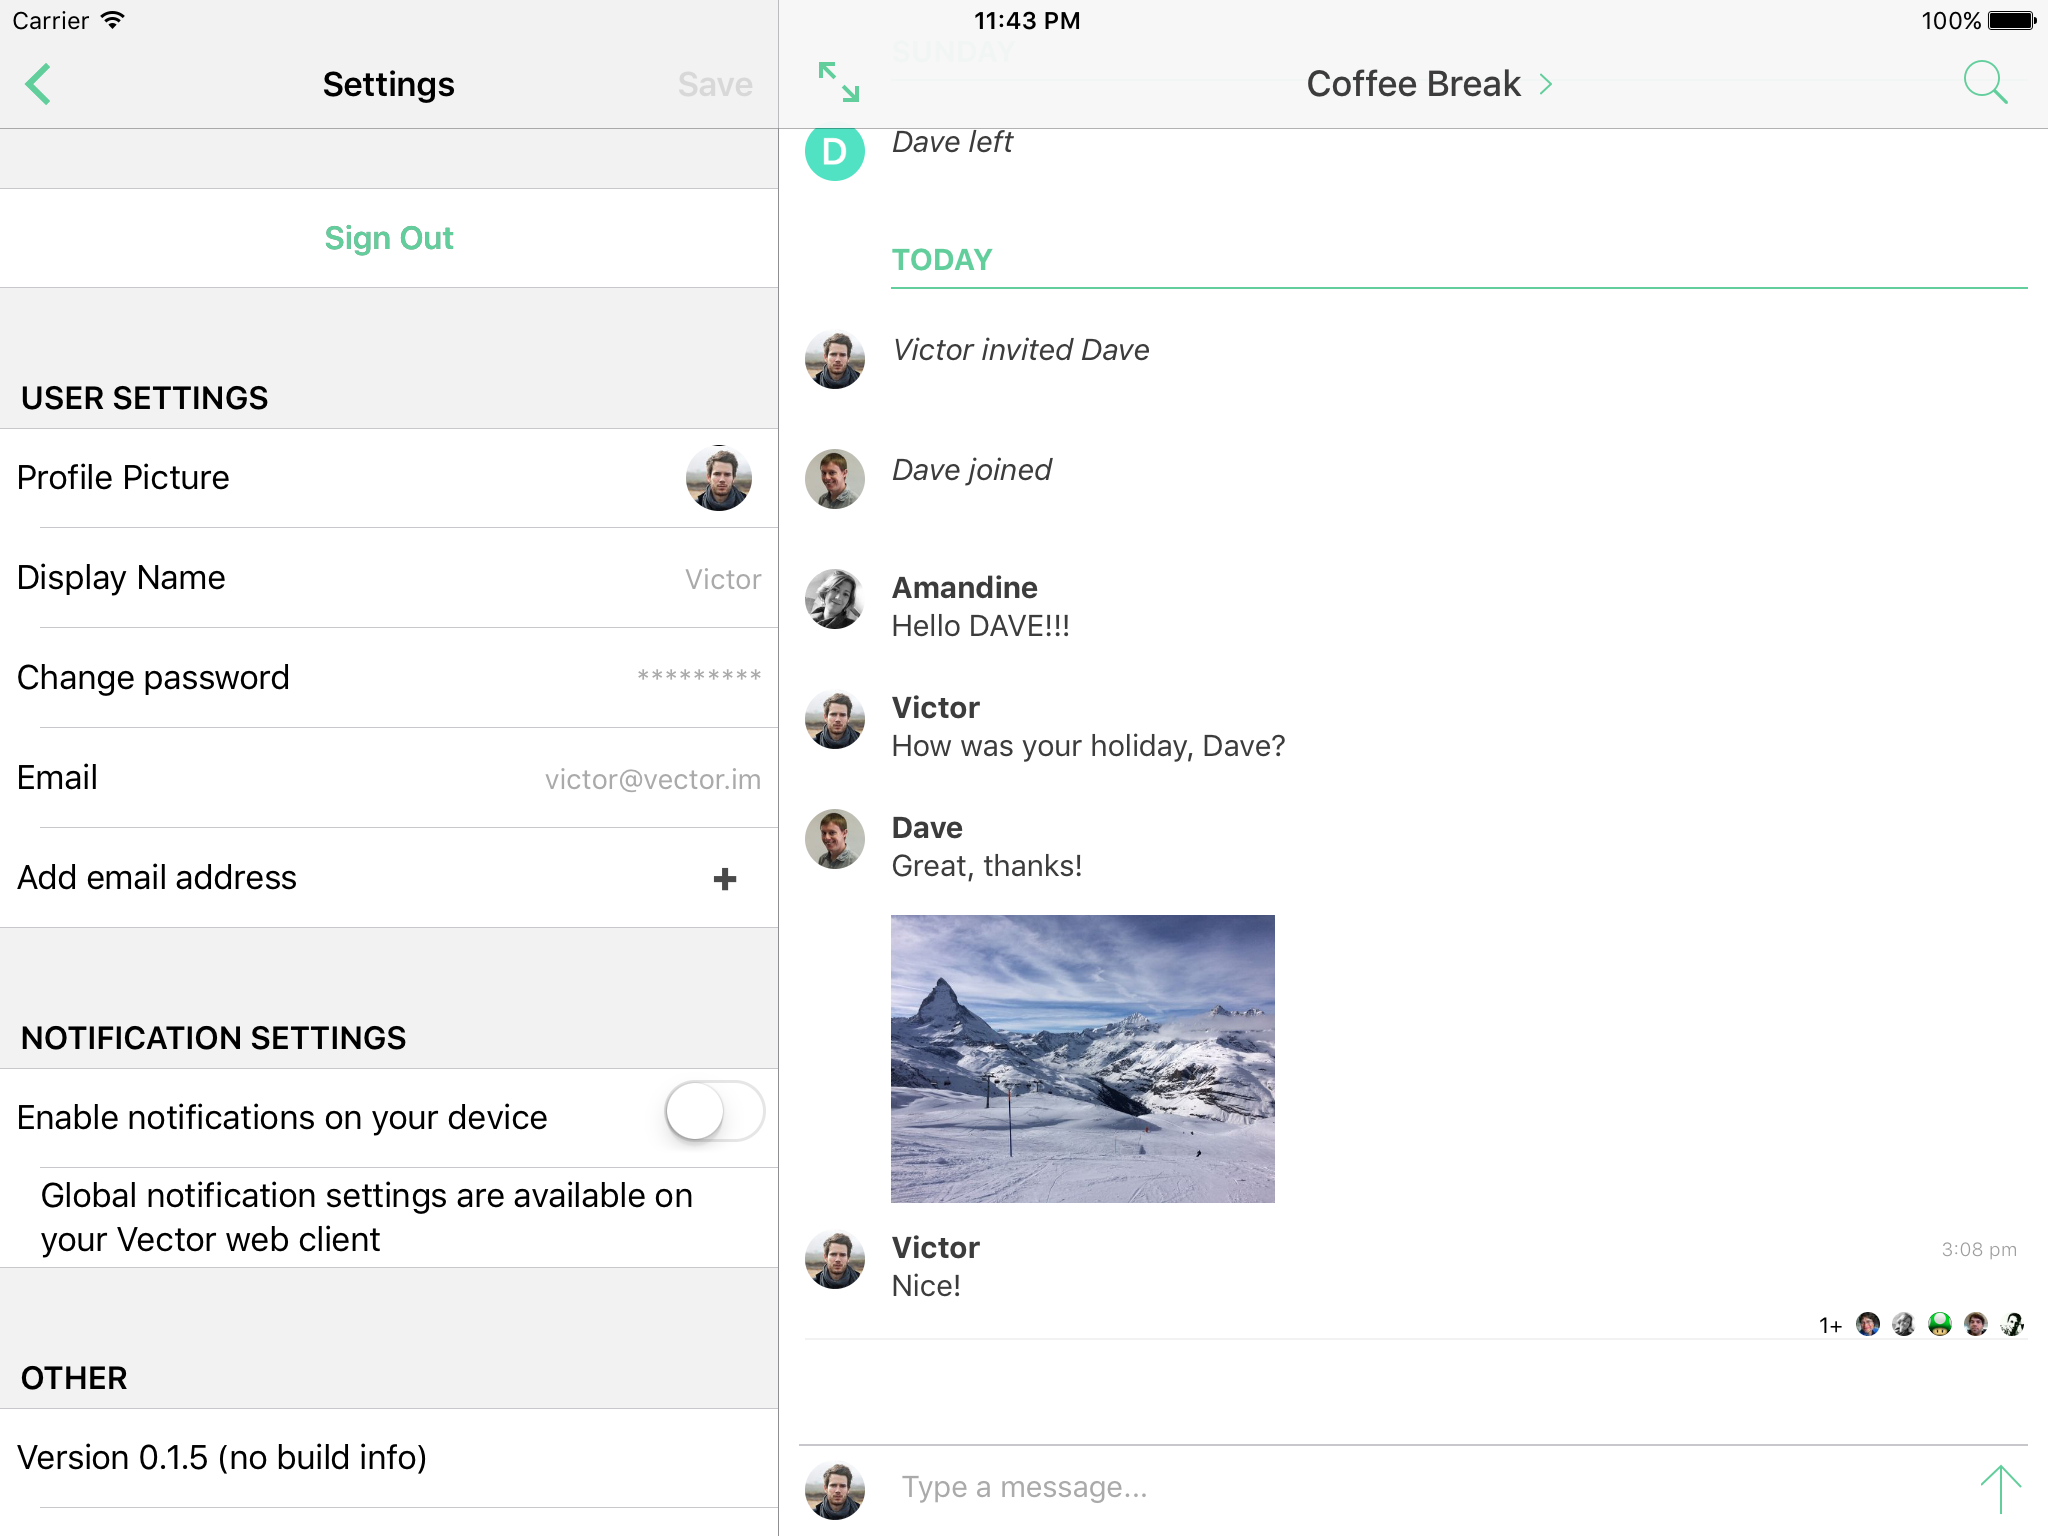 Carrier
11:43 PM
100%
Settings
Save
Sign Out
USER SETTINGS
Profile Picture
Display Name
Victor
Change password
*********
Email
victor@vector.im
Add email address
+
NOTIFICATION SETTINGS
Enable notifications on your device
Global notification settings are available on
your Vector web client
OTHER
Version 0.1.5 (no build info)
SUNDAY
Coffee Break
D
Dave left
TODAY
Victor invited Dave
Dave joined
Amandine
Hello DAVE!!!
Victor
How was your holiday, Dave?
Dave
Great, thanks!
Victor
3:08 pm
Nice!
1+
Type a message...